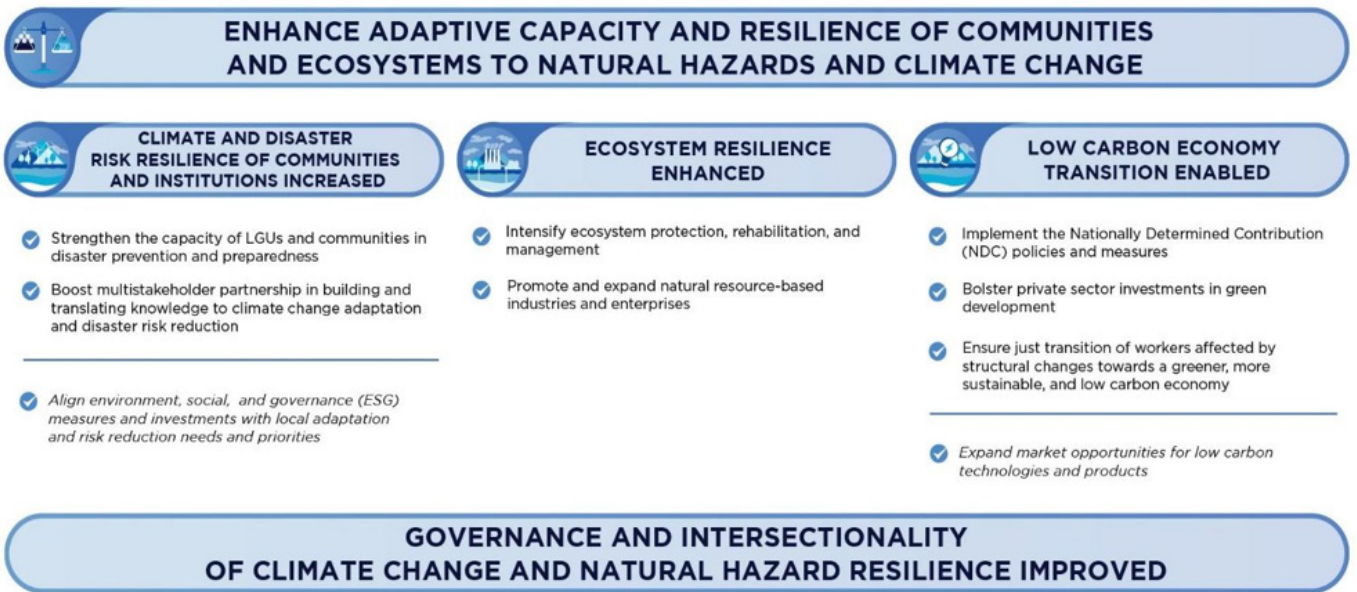 ENHANCE ADAPTIVE CAPACITY AND RESILIENCE OF COMMUNITIES
AND ECOSYSTEMS TO NATURAL HAZARDS AND CLIMATE CHANGE
CLIMATE AND DISASTER
RISK RESILIENCE OF COMMUNITIES
AND INSTITUTIONS INCREASED
Strengthen the capacity of LGUs and communities in
disaster prevention and preparedness
Boost multistakeholder partnership in building and
translating knowledge to climate change adaptation
and disaster risk reduction
Align environment, social, and governance (ESG)
measures and investments with local adaptation
and risk reduction needs and priorities
ECOSYSTEM RESILIENCE
ENHANCED
Intensify ecosystem protection, rehabilitation, and
management
Promote and expand natural resource-based
industries and enterprises
LOW CARBON ECONOMY
TRANSITION ENABLED
Implement the Nationally Determined Contribution
(NDC) policies and measures
Bolster private sector investments in green
development
Ensure just transition of workers affected by
structural changes towards a greener, more
sustainable, and low carbon economy
Expand market opportunities for low carbon
technologies and products
GOVERNANCE AND INTERSECTIONALITY
OF CLIMATE CHANGE AND NATURAL HAZARD RESILIENCE IMPROVED